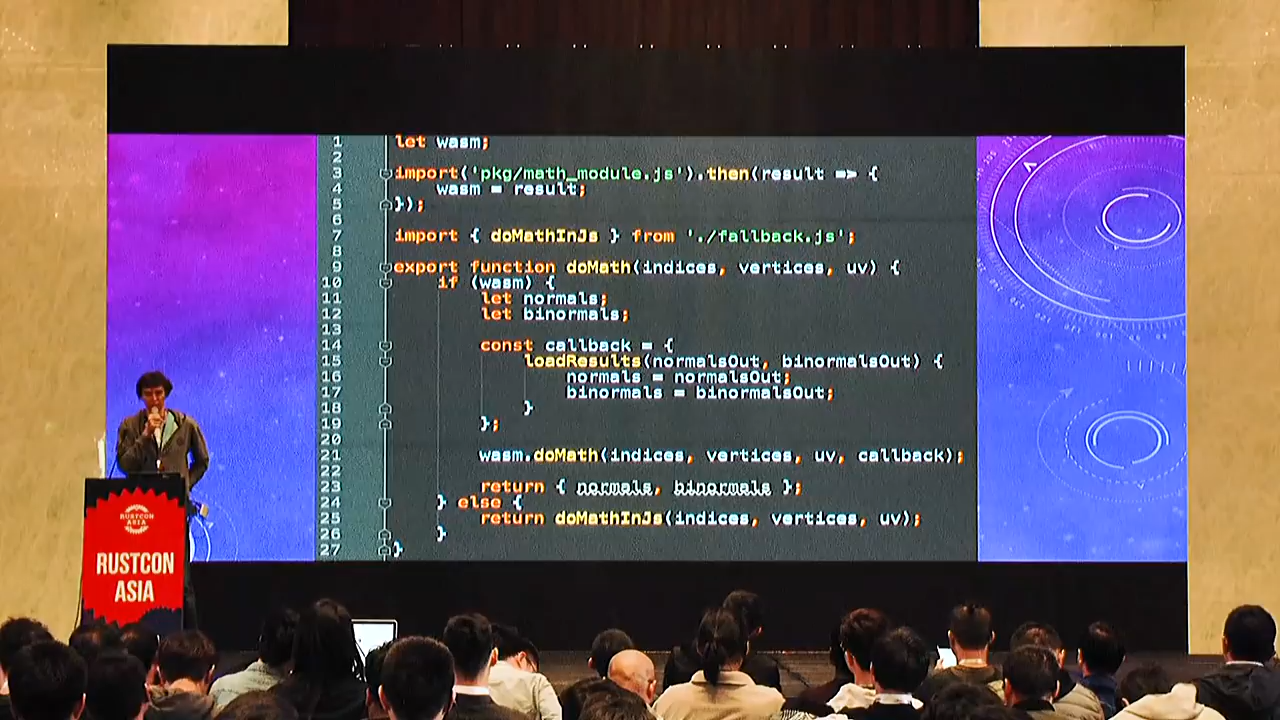 1 let wasm;
2
3 import('pkg/math_module.js').then(result => {
4     wasm = result;
5 });
6
7 import { doMathInJs } from './fallback.js';
8
9 export function doMath(indices, vertices, uv) {
10     if (wasm) {
11         let normals;
12         let binormals;
13
14         const callback = {
15             loadResults(normalsOut, binormalsOut) {
16                 normals = normalsOut;
17                 binormals = binormalsOut;
18             }
19         };
20
21         wasm.doMath(indices, vertices, uv, callback);
22
23         return { normals, binormals };
24     } else {
25         return doMathInJs(indices, vertices, uv);
26     }
27 }
RUSTCON
ASIA
RUSTCON
ASIA